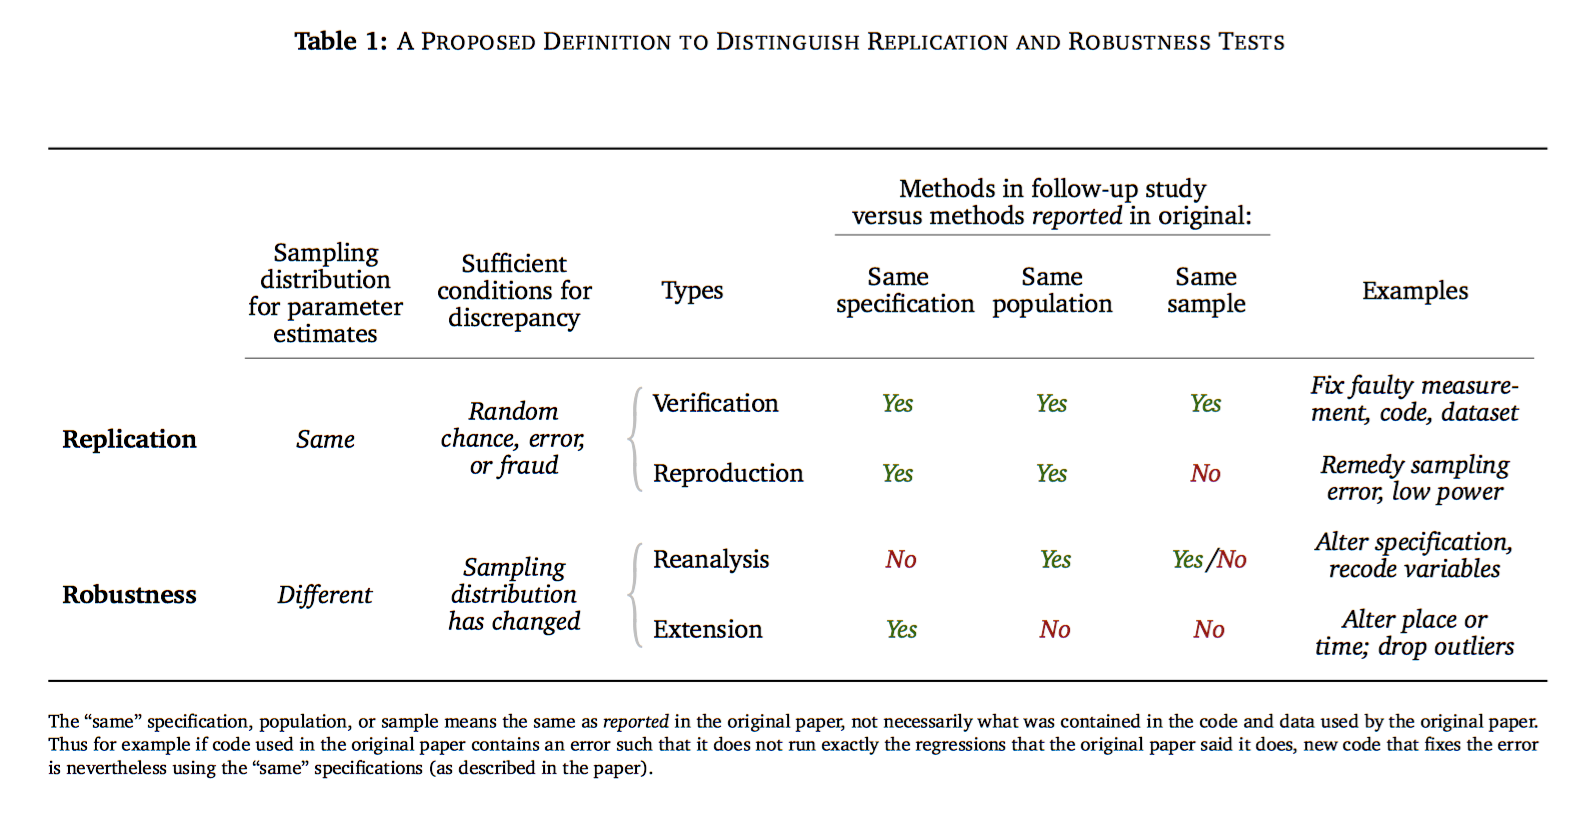 Table 1: A Proposed Definition to Distinguish Replication and Robustness Tests
Methods in follow-up study
versus methods reported in original:
Sampling
distribution
for parameter
estimates
Sufficient
conditions for
discrepancy
Types
Same
specification
Same
population
Same
sample
Examples
Replication
Same
Random
chance, error,
or fraud
Verification
Yes
Yes
Yes
Fix faulty measure-
ment, code, dataset
Reproduction
Yes
Yes
No
Remedy sampling
error, low power
Robustness
Different
Sampling
distribution
has changed
Reanalysis
No
Yes
Yes/No
Alter specification,
recode variables
Extension
Yes
No
No
Alter place or
time; drop outliers
The “same” specification, population, or sample means the same as reported in the original paper, not necessarily what was contained in the code and data used by the original paper.
Thus for example if code used in the original paper contains an error such that it does not run exactly the regressions that the original paper said it does, new code that fixes the error
is nevertheless using the “same” specifications (as described in the paper).